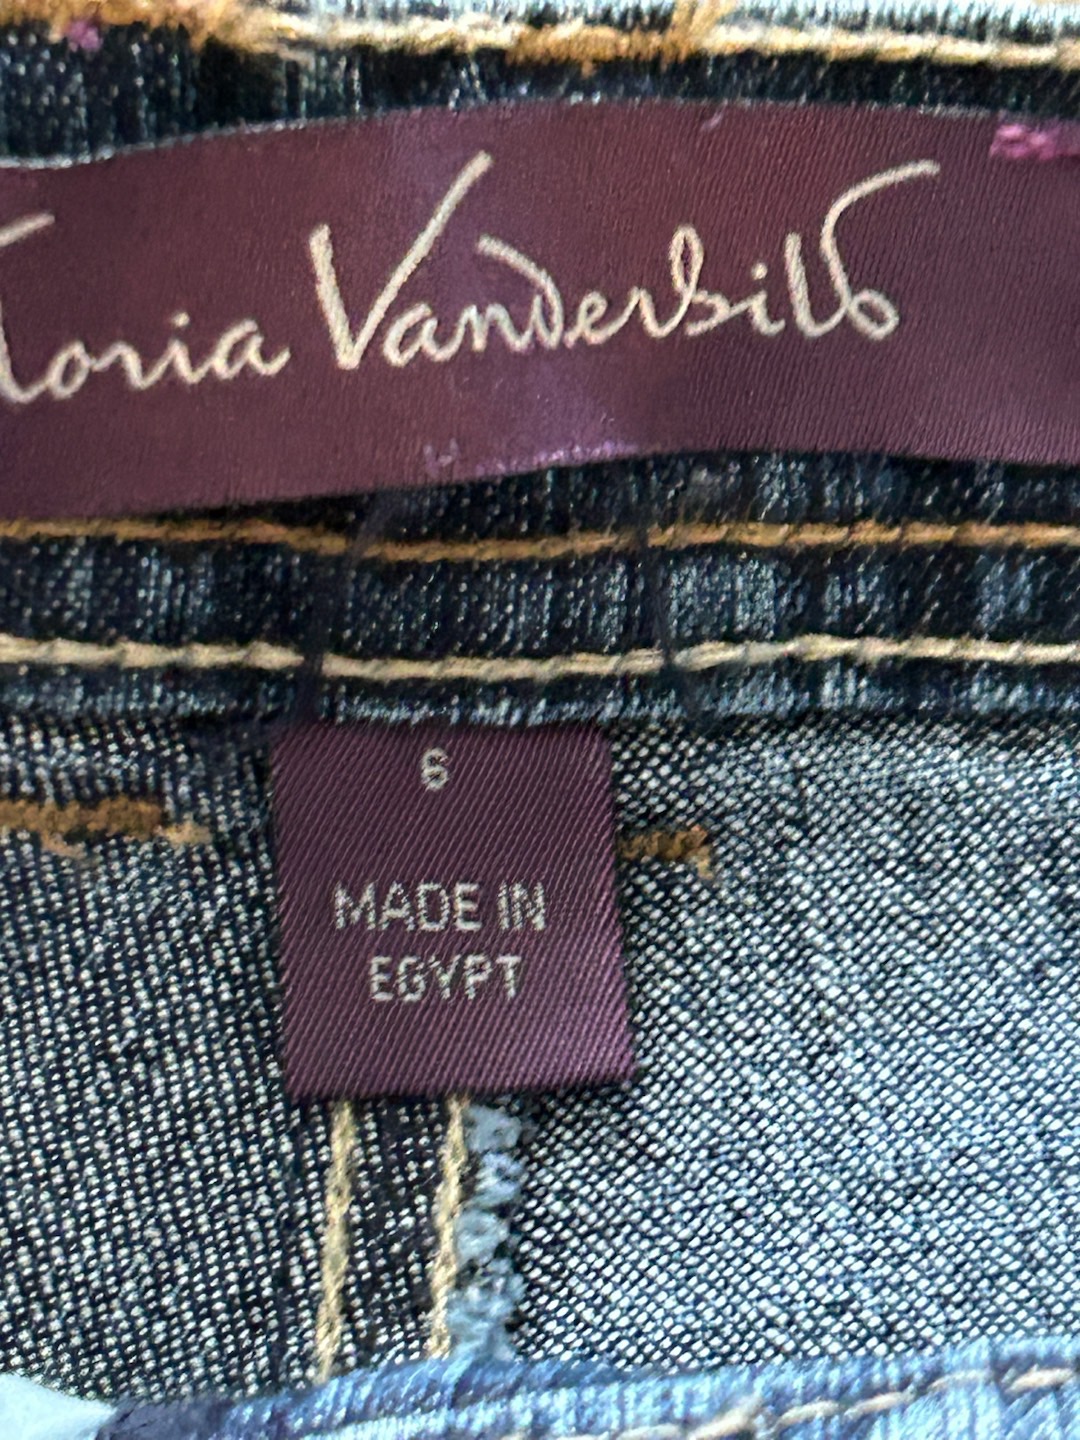 toria Vanderbilt
6
MADE IN
EGYPT